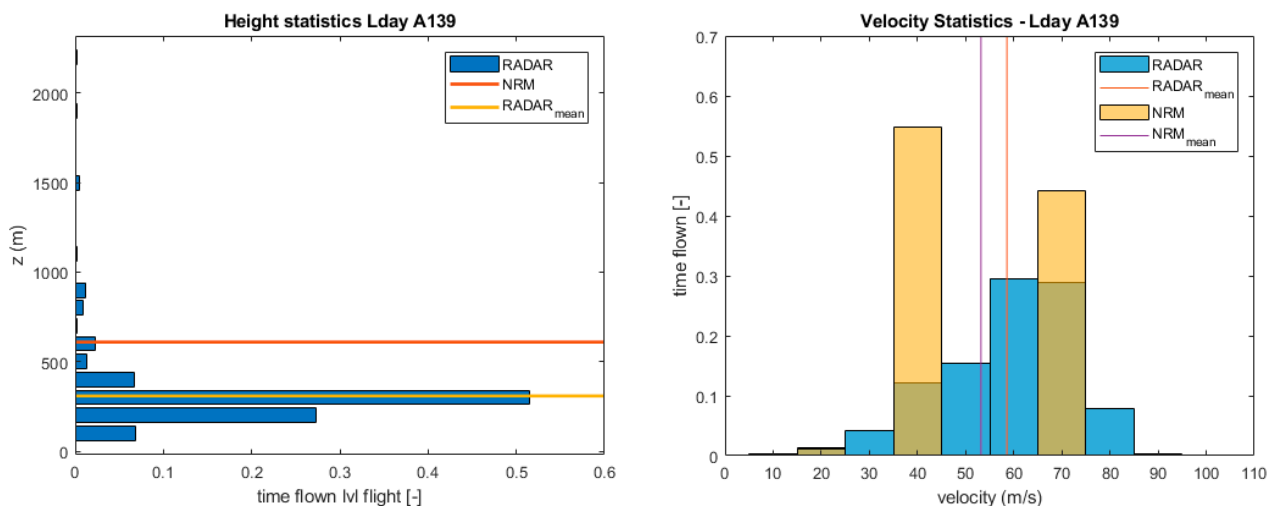 Height statistics Lday A139
RADAR
NRM
RADAR_mean
z (m)
2000
1500
1000
500
0
0 0.1 0.2 0.3 0.4 0.5 0.6
time flown lvl flight [-]
Velocity Statistics - Lday A139
RADAR
RADAR_mean
NRM
NRM_mean
time flown [-]
0.7
0.6
0.5
0.4
0.3
0.2
0.1
0
0 10 20 30 40 50 60 70 80 90 100 110
velocity (m/s)